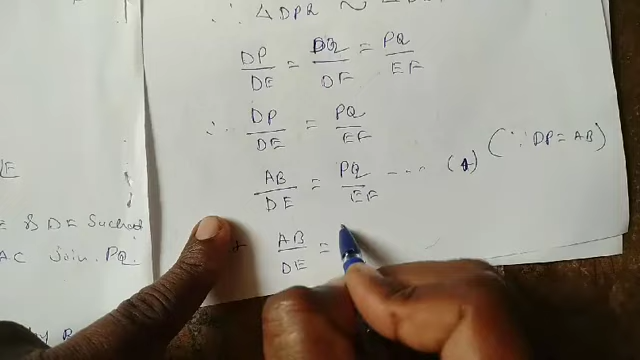 ∴ △DPQ ~
DP/DE = DQ/DF = PQ/EF
∴ DP/DE = PQ/EF
AB/DE = PQ/EF --- (1) (∵ DP = AB)
AB/DE =
E & DE Such
AC join PQ